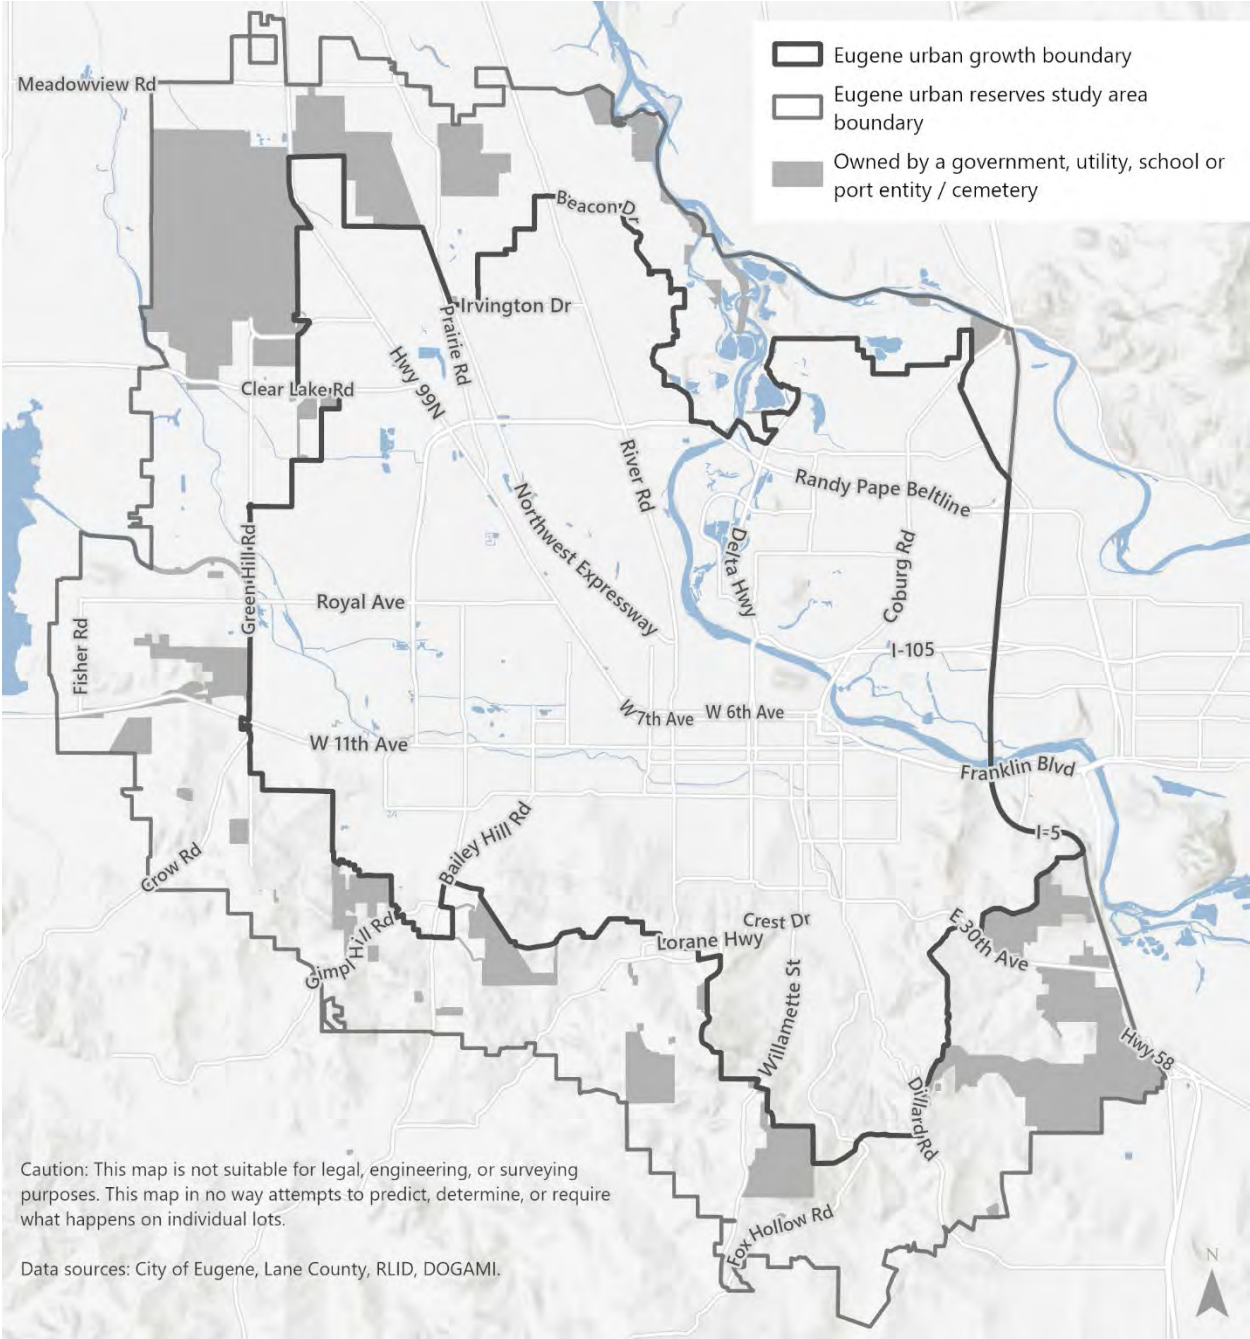 Eugene urban growth boundary
Eugene urban reserves study area
boundary
Owned by a government, utility, school or
port entity / cemetery
Meadowview Rd
Beacon Dr
Irvington Dr
Prairie Rd
Hwy 99N
Clear Lake Rd
River Rd
Randy Pape Beltline
Northwest Expressway
Delta Hwy
Coburg Rd
Green Hill Rd
Royal Ave
Fisher Rd
I-105
W 7th Ave
W 6th Ave
W 11th Ave
Franklin Blvd
I-5
Bailey Hill Rd
Crow Rd
Gimpl Hill Rd
Crest Dr
Lorane Hwy
E 30th Ave
Willamette St
Hwy 58
Dillard Rd
Fox Hollow Rd
Caution: This map is not suitable for legal, engineering, or surveying
purposes. This map in no way attempts to predict, determine, or require
what happens on individual lots.
Data sources: City of Eugene, Lane County, RLID, DOGAMI.
N